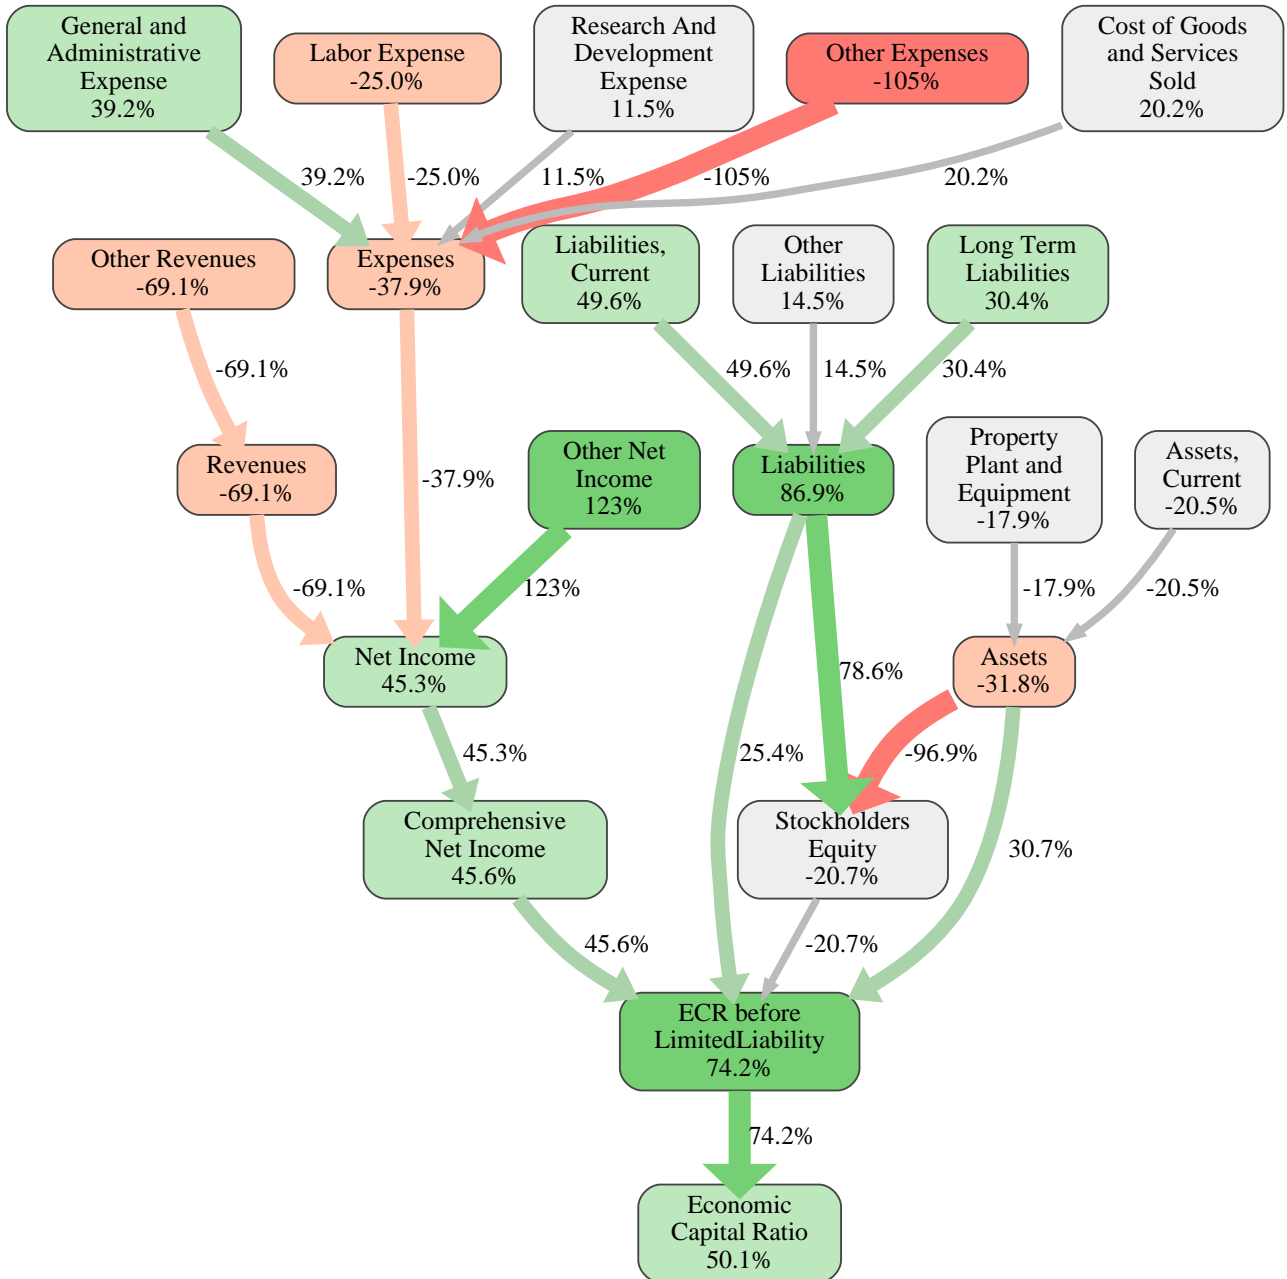 General and
Administrative
Expense
39.2%
Labor Expense
-25.0%
Research And
Development
Expense
11.5%
Other Expenses
-105%
Cost of Goods
and Services
Sold
20.2%
39.2%
-25.0%
11.5%
-105%
20.2%
Other Revenues
-69.1%
Expenses
-37.9%
Liabilities,
Current
49.6%
Other
Liabilities
14.5%
Long Term
Liabilities
30.4%
-69.1%
49.6%
14.5%
30.4%
Revenues
-69.1%
-37.9%
Other Net
Income
123%
Liabilities
86.9%
Property
Plant and
Equipment
-17.9%
Assets,
Current
-20.5%
-69.1%
123%
-17.9%
-20.5%
Net Income
45.3%
78.6%
Assets
-31.8%
45.3%
25.4%
-96.9%
Comprehensive
Net Income
45.6%
Stockholders
Equity
-20.7%
30.7%
45.6%
-20.7%
ECR before
LimitedLiability
74.2%
74.2%
Economic
Capital Ratio
50.1%